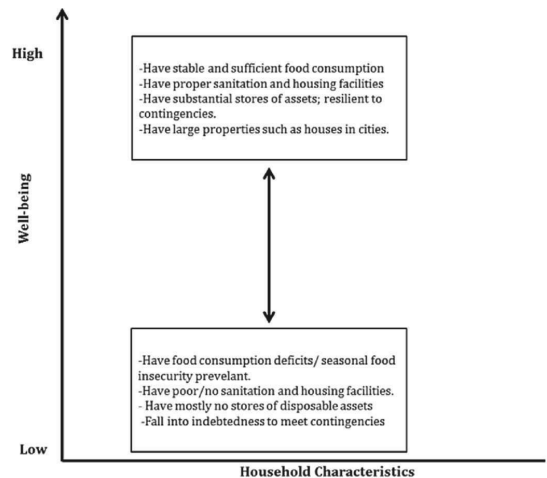 High
-Have stable and sufficient food consumption
-Have proper sanitation and housing facilities
-Have substantial stores of assets; resilient to
contingencies.
-Have large properties such as houses in cities.
Well-being
-Have food consumption deficits/ seasonal food
insecurity prevelant.
-Have poor/no sanitation and housing facilities.
- Have mostly no stores of disposable assets
-Fall into indebtedness to meet contingencies
Low
Household Characteristics